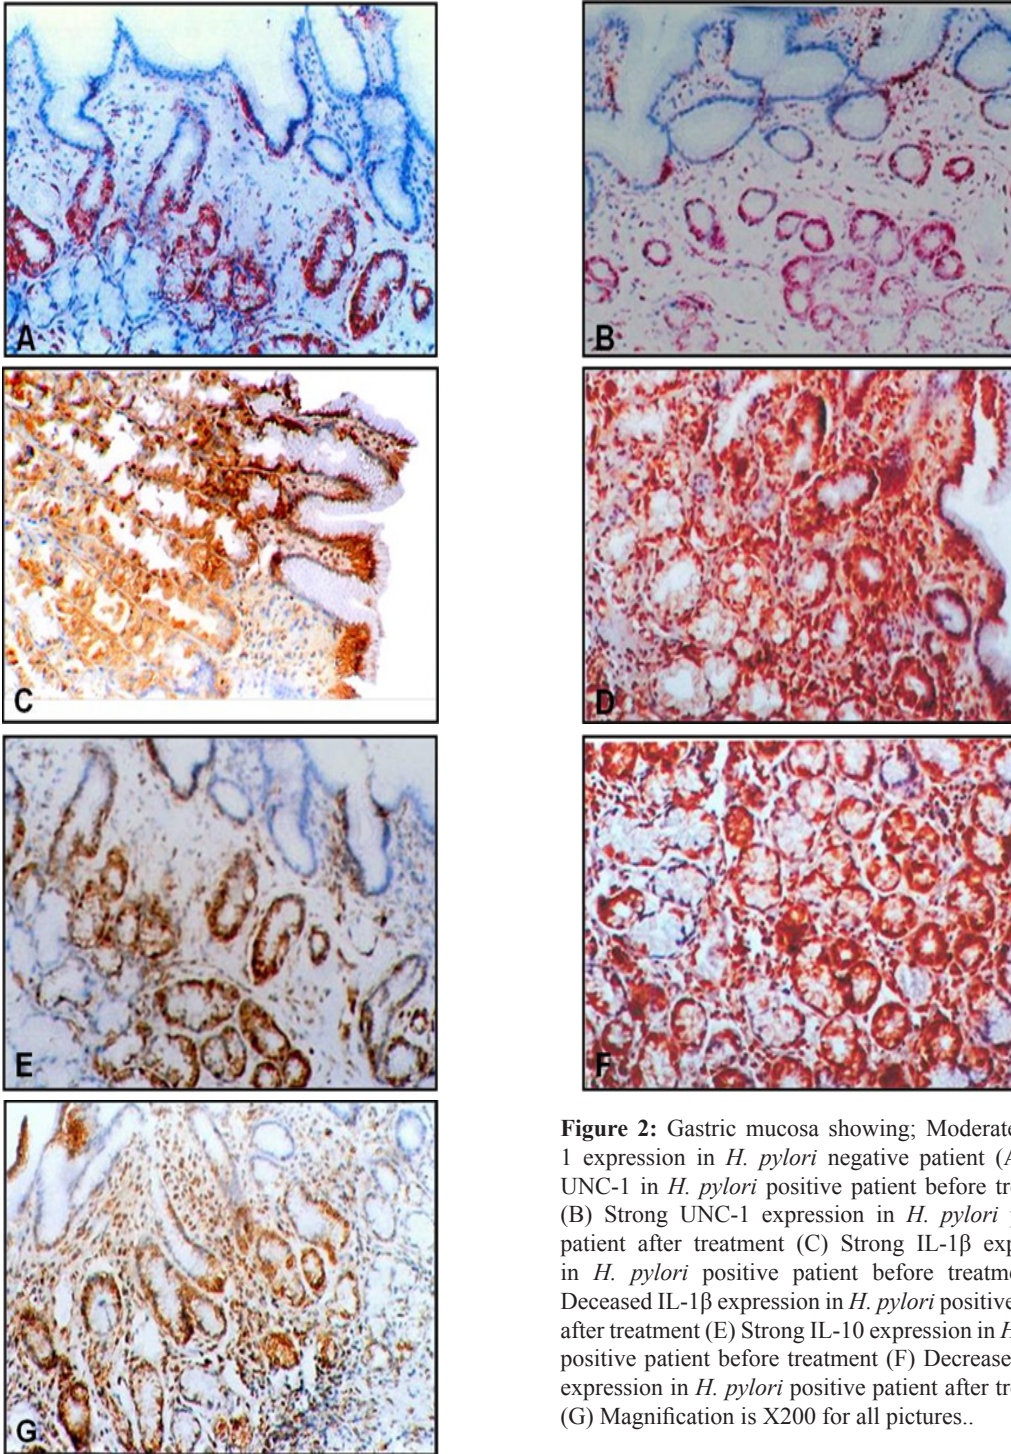 A
B
C
D
E
F
G
Figure 2: Gastric mucosa showing; Moderate
1 expression in H. pylori negative patient (A
UNC-1 in H. pylori positive patient before tre
(B) Strong UNC-1 expression in H. pylori p
patient after treatment (C) Strong IL-1β exp
in H. pylori positive patient before treatme
Deceased IL-1β expression in H. pylori positive
after treatment (E) Strong IL-10 expression in H
positive patient before treatment (F) Decrease
expression in H. pylori positive patient after tre
(G) Magnification is X200 for all pictures..